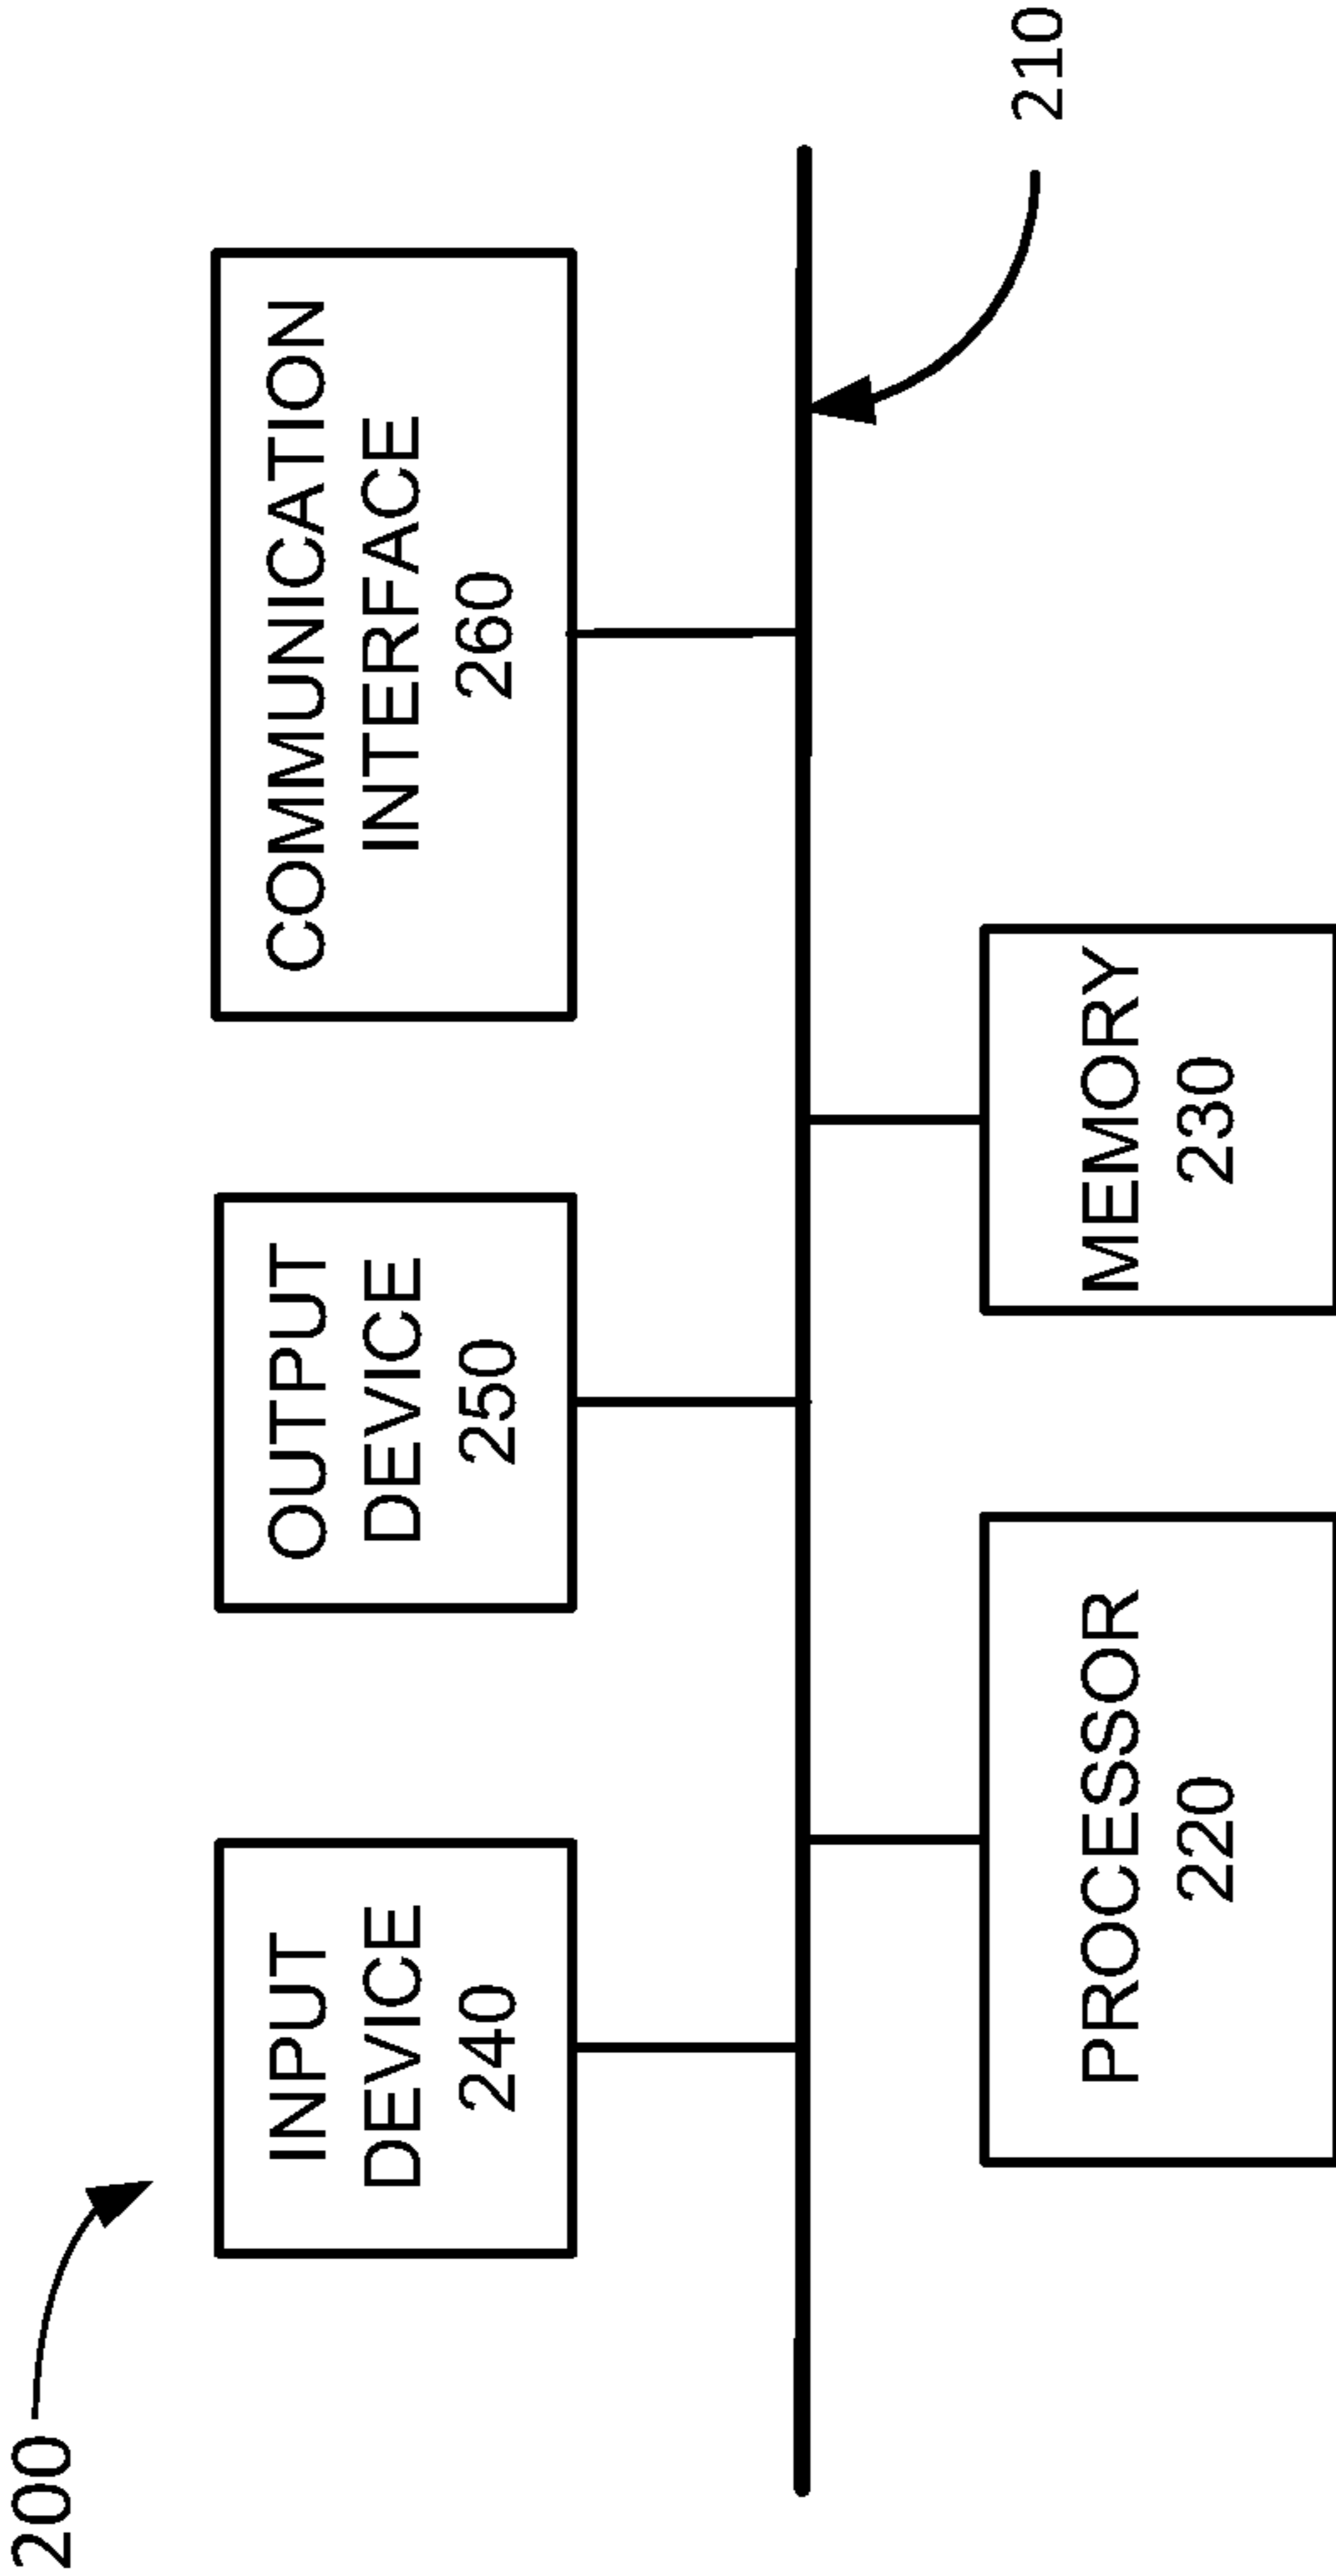 200
INPUT
DEVICE
240
OUTPUT
DEVICE
250
COMMUNICATION
INTERFACE
260
210
PROCESSOR
220
MEMORY
230